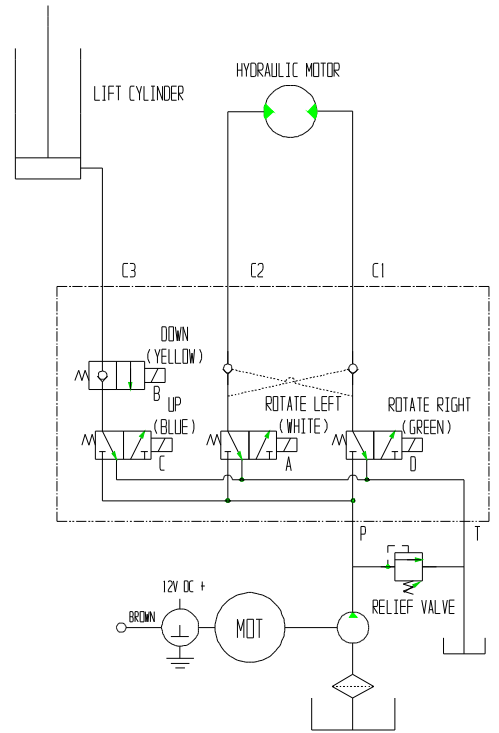 HYDRAULIC MOTOR
LIFT CYLINDER
C3
C2
C1
DOWN
(YELLOW)
B
UP
(BLUE)
C
ROTATE LEFT
(WHITE)
A
ROTATE RIGHT
(GREEN)
D
P
T
RELIEF VALVE
12V DC +
BROWN
MOT